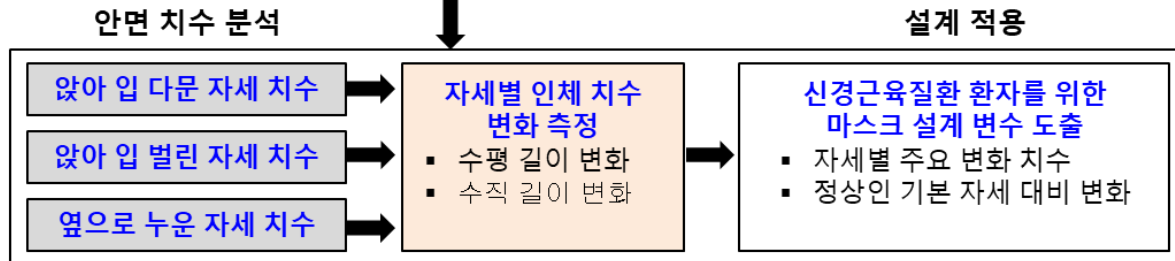 안면 치수 분석
설계 적용
앉아 입 다문 자세 치수
앉아 입 벌린 자세 치수
옆으로 누운 자세 치수
자세별 인체 치수
변화 측정
▪ 수평 길이 변화
▪ 수직 길이 변화
신경근육질환 환자를 위한
마스크 설계 변수 도출
▪ 자세별 주요 변화 치수
▪ 정상인 기본 자세 대비 변화